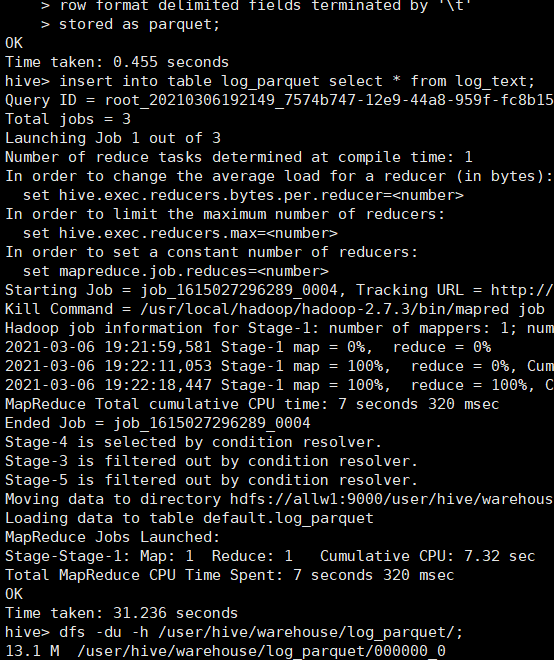 > row format delimited fields terminated by '\t'
    > stored as parquet;
OK
Time taken: 0.455 seconds
hive> insert into table log_parquet select * from log_text;
Query ID = root_20210306192149_7574b747-12e9-44a8-959f-fc8b15
Total jobs = 3
Launching Job 1 out of 3
Number of reduce tasks determined at compile time: 1
In order to change the average load for a reducer (in bytes):
  set hive.exec.reducers.bytes.per.reducer=<number>
In order to limit the maximum number of reducers:
  set hive.exec.reducers.max=<number>
In order to set a constant number of reducers:
  set mapreduce.job.reduces=<number>
Starting Job = job_1615027296289_0004, Tracking URL = http://
Kill Command = /usr/local/hadoop/hadoop-2.7.3/bin/mapred job
Hadoop job information for Stage-1: number of mappers: 1; num
2021-03-06 19:21:59,581 Stage-1 map = 0%,  reduce = 0%
2021-03-06 19:22:11,053 Stage-1 map = 100%,  reduce = 0%, Cum
2021-03-06 19:22:18,447 Stage-1 map = 100%,  reduce = 100%, C
MapReduce Total cumulative CPU time: 7 seconds 320 msec
Ended Job = job_1615027296289_0004
Stage-4 is selected by condition resolver.
Stage-3 is filtered out by condition resolver.
Stage-5 is filtered out by condition resolver.
Moving data to directory hdfs://allw1:9000/user/hive/warehous
Loading data to table default.log_parquet
MapReduce Jobs Launched:
Stage-Stage-1: Map: 1  Reduce: 1   Cumulative CPU: 7.32 sec
Total MapReduce CPU Time Spent: 7 seconds 320 msec
OK
Time taken: 31.236 seconds
hive> dfs -du -h /user/hive/warehouse/log_parquet/;
13.1 M  /user/hive/warehouse/log_parquet/000000_0